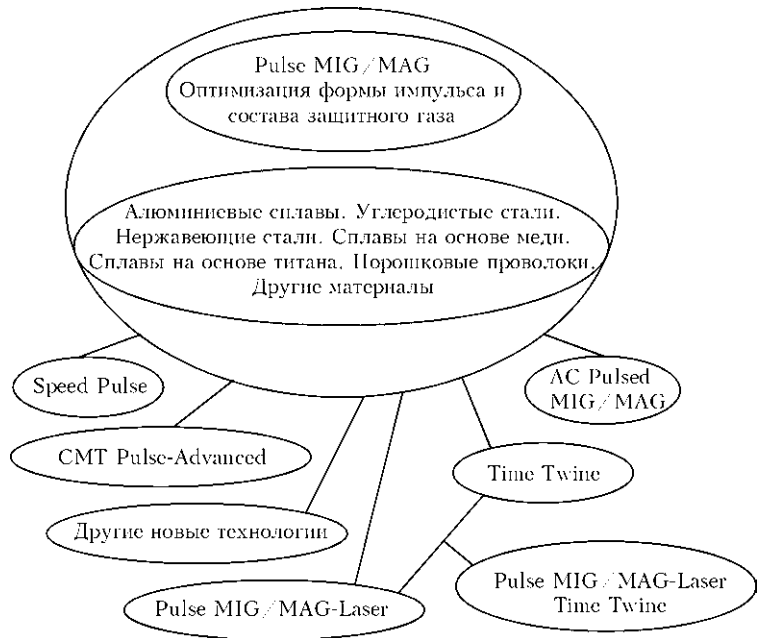 Pulse MIG/MAG
Оптимизация формы импульса и
состава защитного газа
Алюминиевые сплавы. Углеродистые стали.
Нержавеющие стали. Сплавы на основе меди.
Сплавы на основе титана. Порошковые проволоки.
Другие материалы
Speed Pulse
AC Pulsed
MIG/MAG
CMT Pulse-Advanced
Time Twine
Другие новые технологии
Pulse MIG/MAG-Laser
Pulse MIG/MAG-Laser
Time Twine